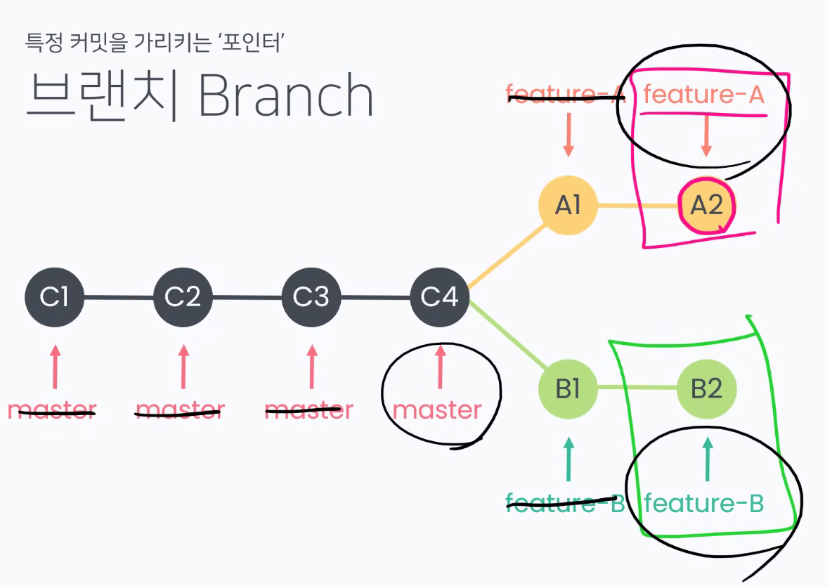 특정 커밋을 가리키는 '포인터'
브랜치 Branch
feature-A feature-A
A1 A2
C1 C2 C3 C4
master master master master
B1 B2
feature-B feature-B